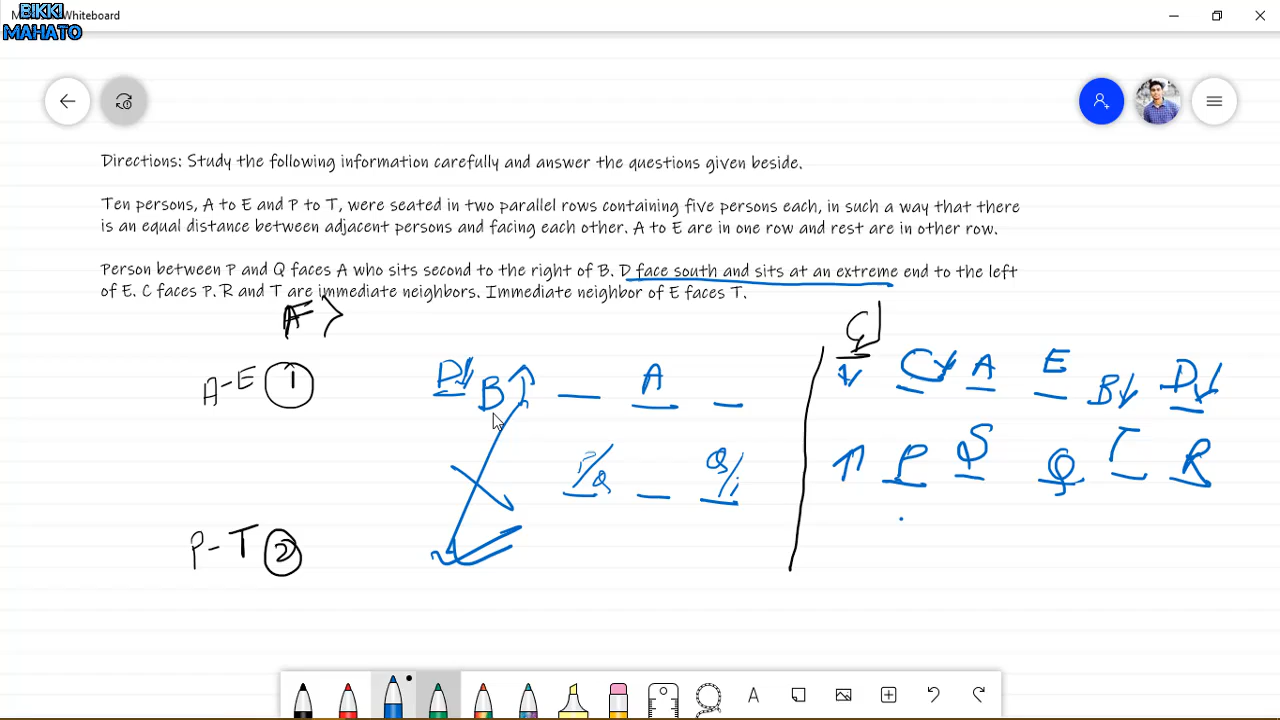 Whiteboard
BIKKI
MAHATO
Directions: Study the following information carefully and answer the questions given beside.
Ten persons, A to E and P to T, were seated in two parallel rows containing five persons each, in such a way that there
is an equal distance between adjacent persons and facing each other. A to E are in one row and rest are in other row.
Person between P and Q faces A who sits second to the right of B. D face south and sits at an extreme end to the left
of E. C faces P. R and T are immediate neighbors. Immediate neighbor of E faces T.
A-E 1
D B A
P/Q
P-T 2
C A E B D
P S Q T R
A